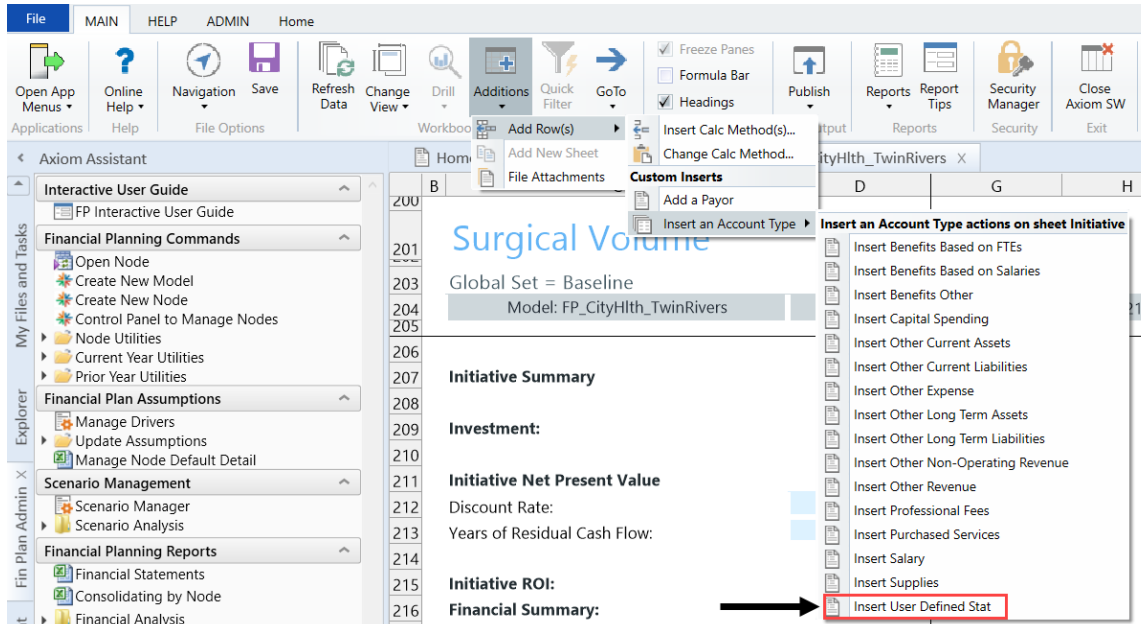 File MAIN HELP ADMIN Home
Open App Menus Online Help Navigation Save Refresh Data Change View Drill Additions Quick Filter GoTo Freeze Panes Formula Bar Headings Publish Reports Report Tips Security Manager Close Axiom SW
Applications Help File Options Workboo tput Reports Security Exit
Add Row(s)
Add New Sheet
File Attachments
Insert Calc Method(s)...
Change Calc Method...
Custom Inserts
Add a Payor
Insert an Account Type
Insert an Account Type actions on sheet Initiative
Insert Benefits Based on FTEs
Insert Benefits Based on Salaries
Insert Benefits Other
Insert Capital Spending
Insert Other Current Assets
Insert Other Current Liabilities
Insert Other Expense
Insert Other Long Term Assets
Insert Other Long Term Liabilities
Insert Other Non-Operating Revenue
Insert Other Revenue
Insert Professional Fees
Insert Purchased Services
Insert Salary
Insert Supplies
Insert User Defined Stat
My Files and Tasks
Explorer
Fin Plan Admin
Axiom Assistant
Interactive User Guide
FP Interactive User Guide
Financial Planning Commands
Open Node
Create New Model
Create New Node
Control Panel to Manage Nodes
Node Utilities
Current Year Utilities
Prior Year Utilities
Financial Plan Assumptions
Manage Drivers
Update Assumptions
Manage Node Default Detail
Scenario Management
Scenario Manager
Scenario Analysis
Financial Planning Reports
Financial Statements
Consolidating by Node
Financial Analysis
Hom ityHlth_TwinRivers X
B D G H
200
201 Surgical Volume
203 Global Set = Baseline
204 Model: FP_CityHlth_TwinRivers 21
205
206
207 Initiative Summary
208
209 Investment:
210
211 Initiative Net Present Value
212 Discount Rate:
213 Years of Residual Cash Flow:
214
215 Initiative ROI:
216 Financial Summary: